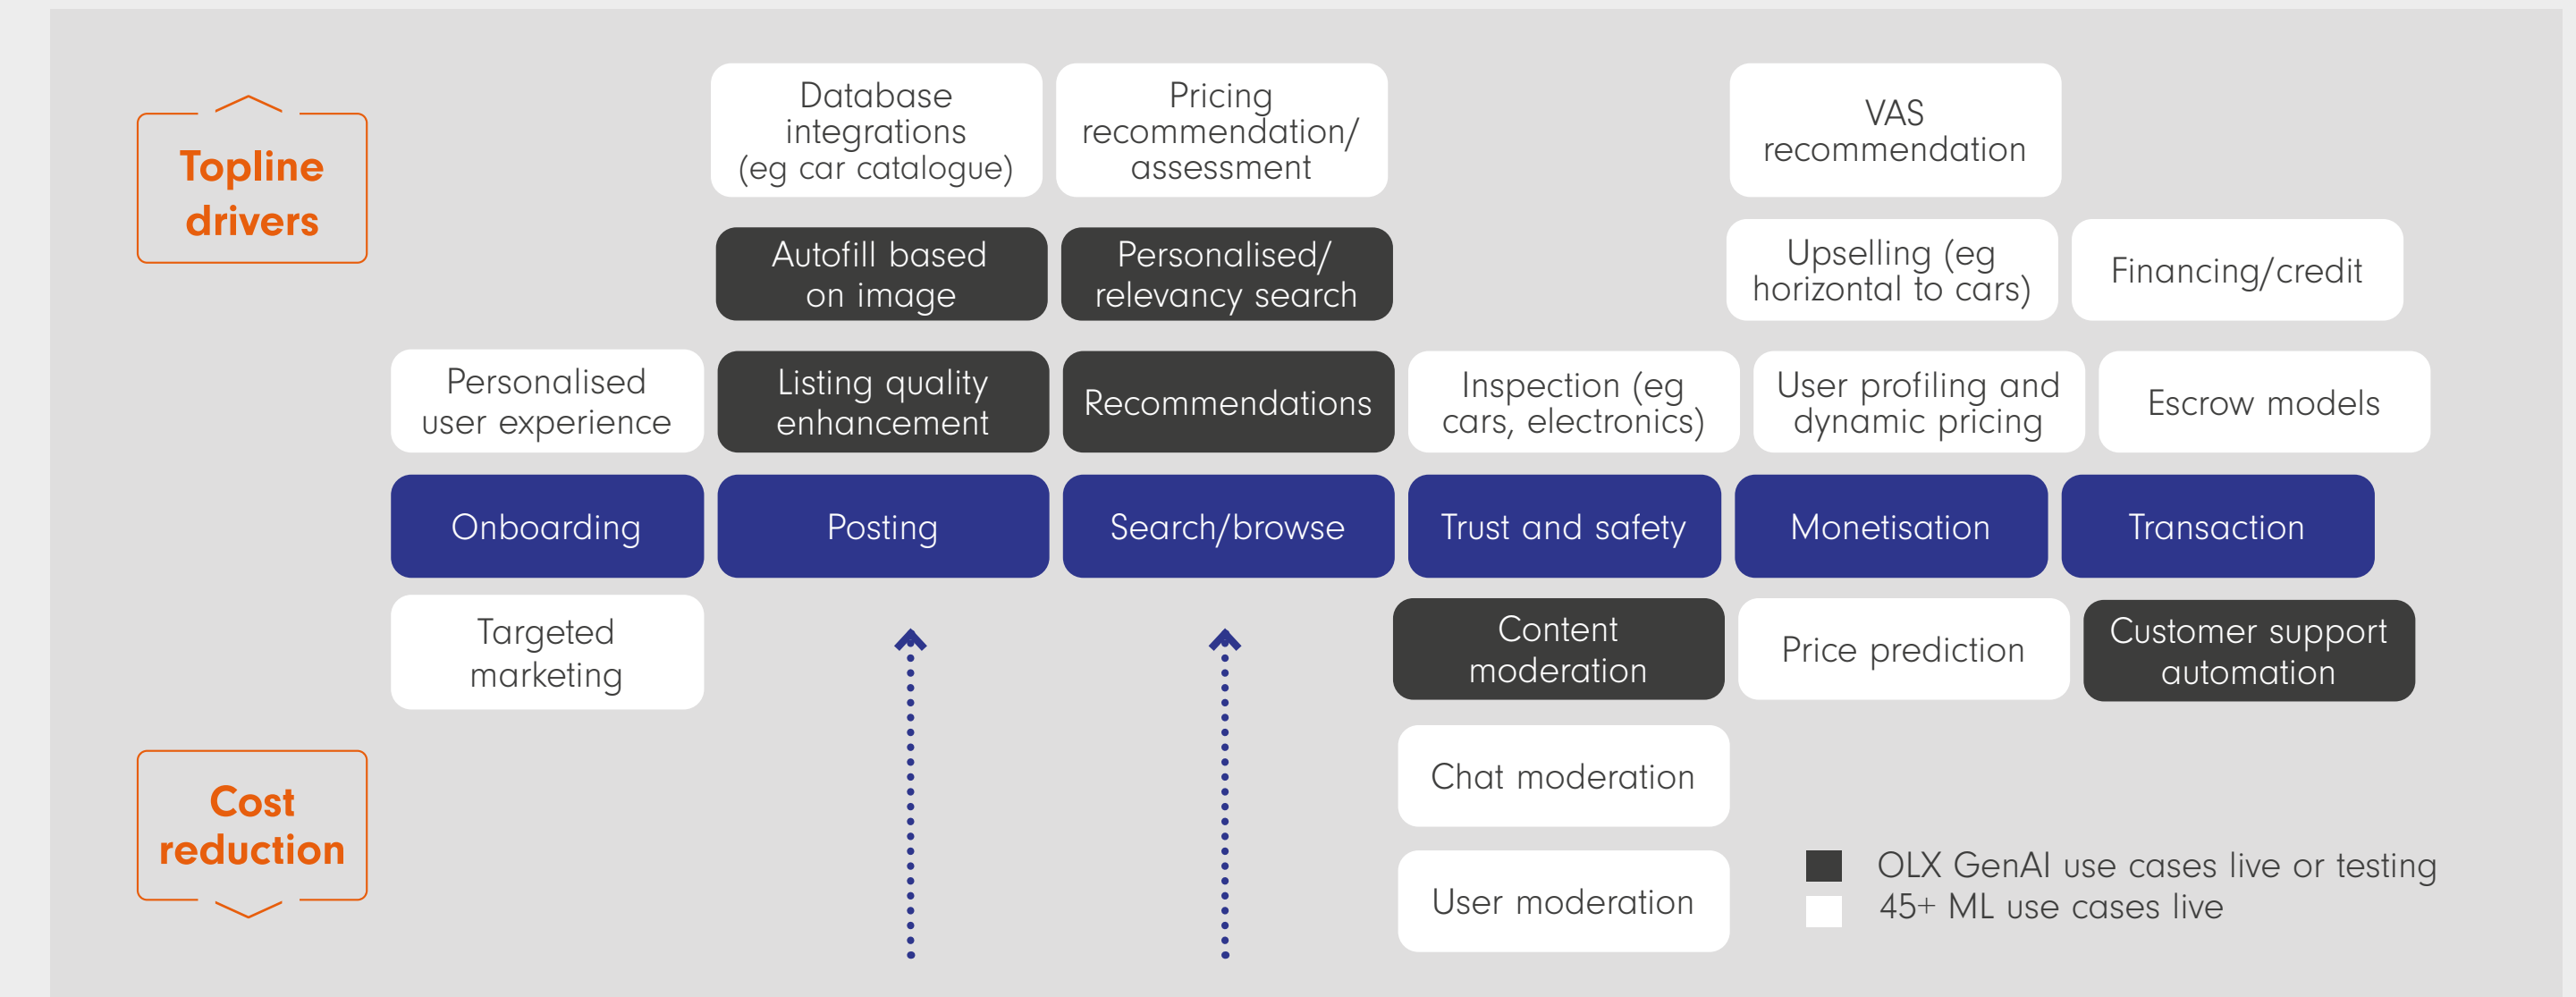 Topline
drivers
Database
integrations
(eg car catalogue)
Pricing
recommendation/
assessment
VAS
recommendation
Autofill based
on image
Personalised/
relevancy search
Upselling (eg
horizontal to cars)
Financing/credit
Personalised
user experience
Listing quality
enhancement
Recommendations
Inspection (eg
cars, electronics)
User profiling and
dynamic pricing
Escrow models
Onboarding
Posting
Search/browse
Trust and safety
Monetisation
Transaction
Targeted
marketing
Content
moderation
Price prediction
Customer support
automation
Chat moderation
Cost
reduction
User moderation
OLX GenAI use cases live or testing
45+ ML use cases live